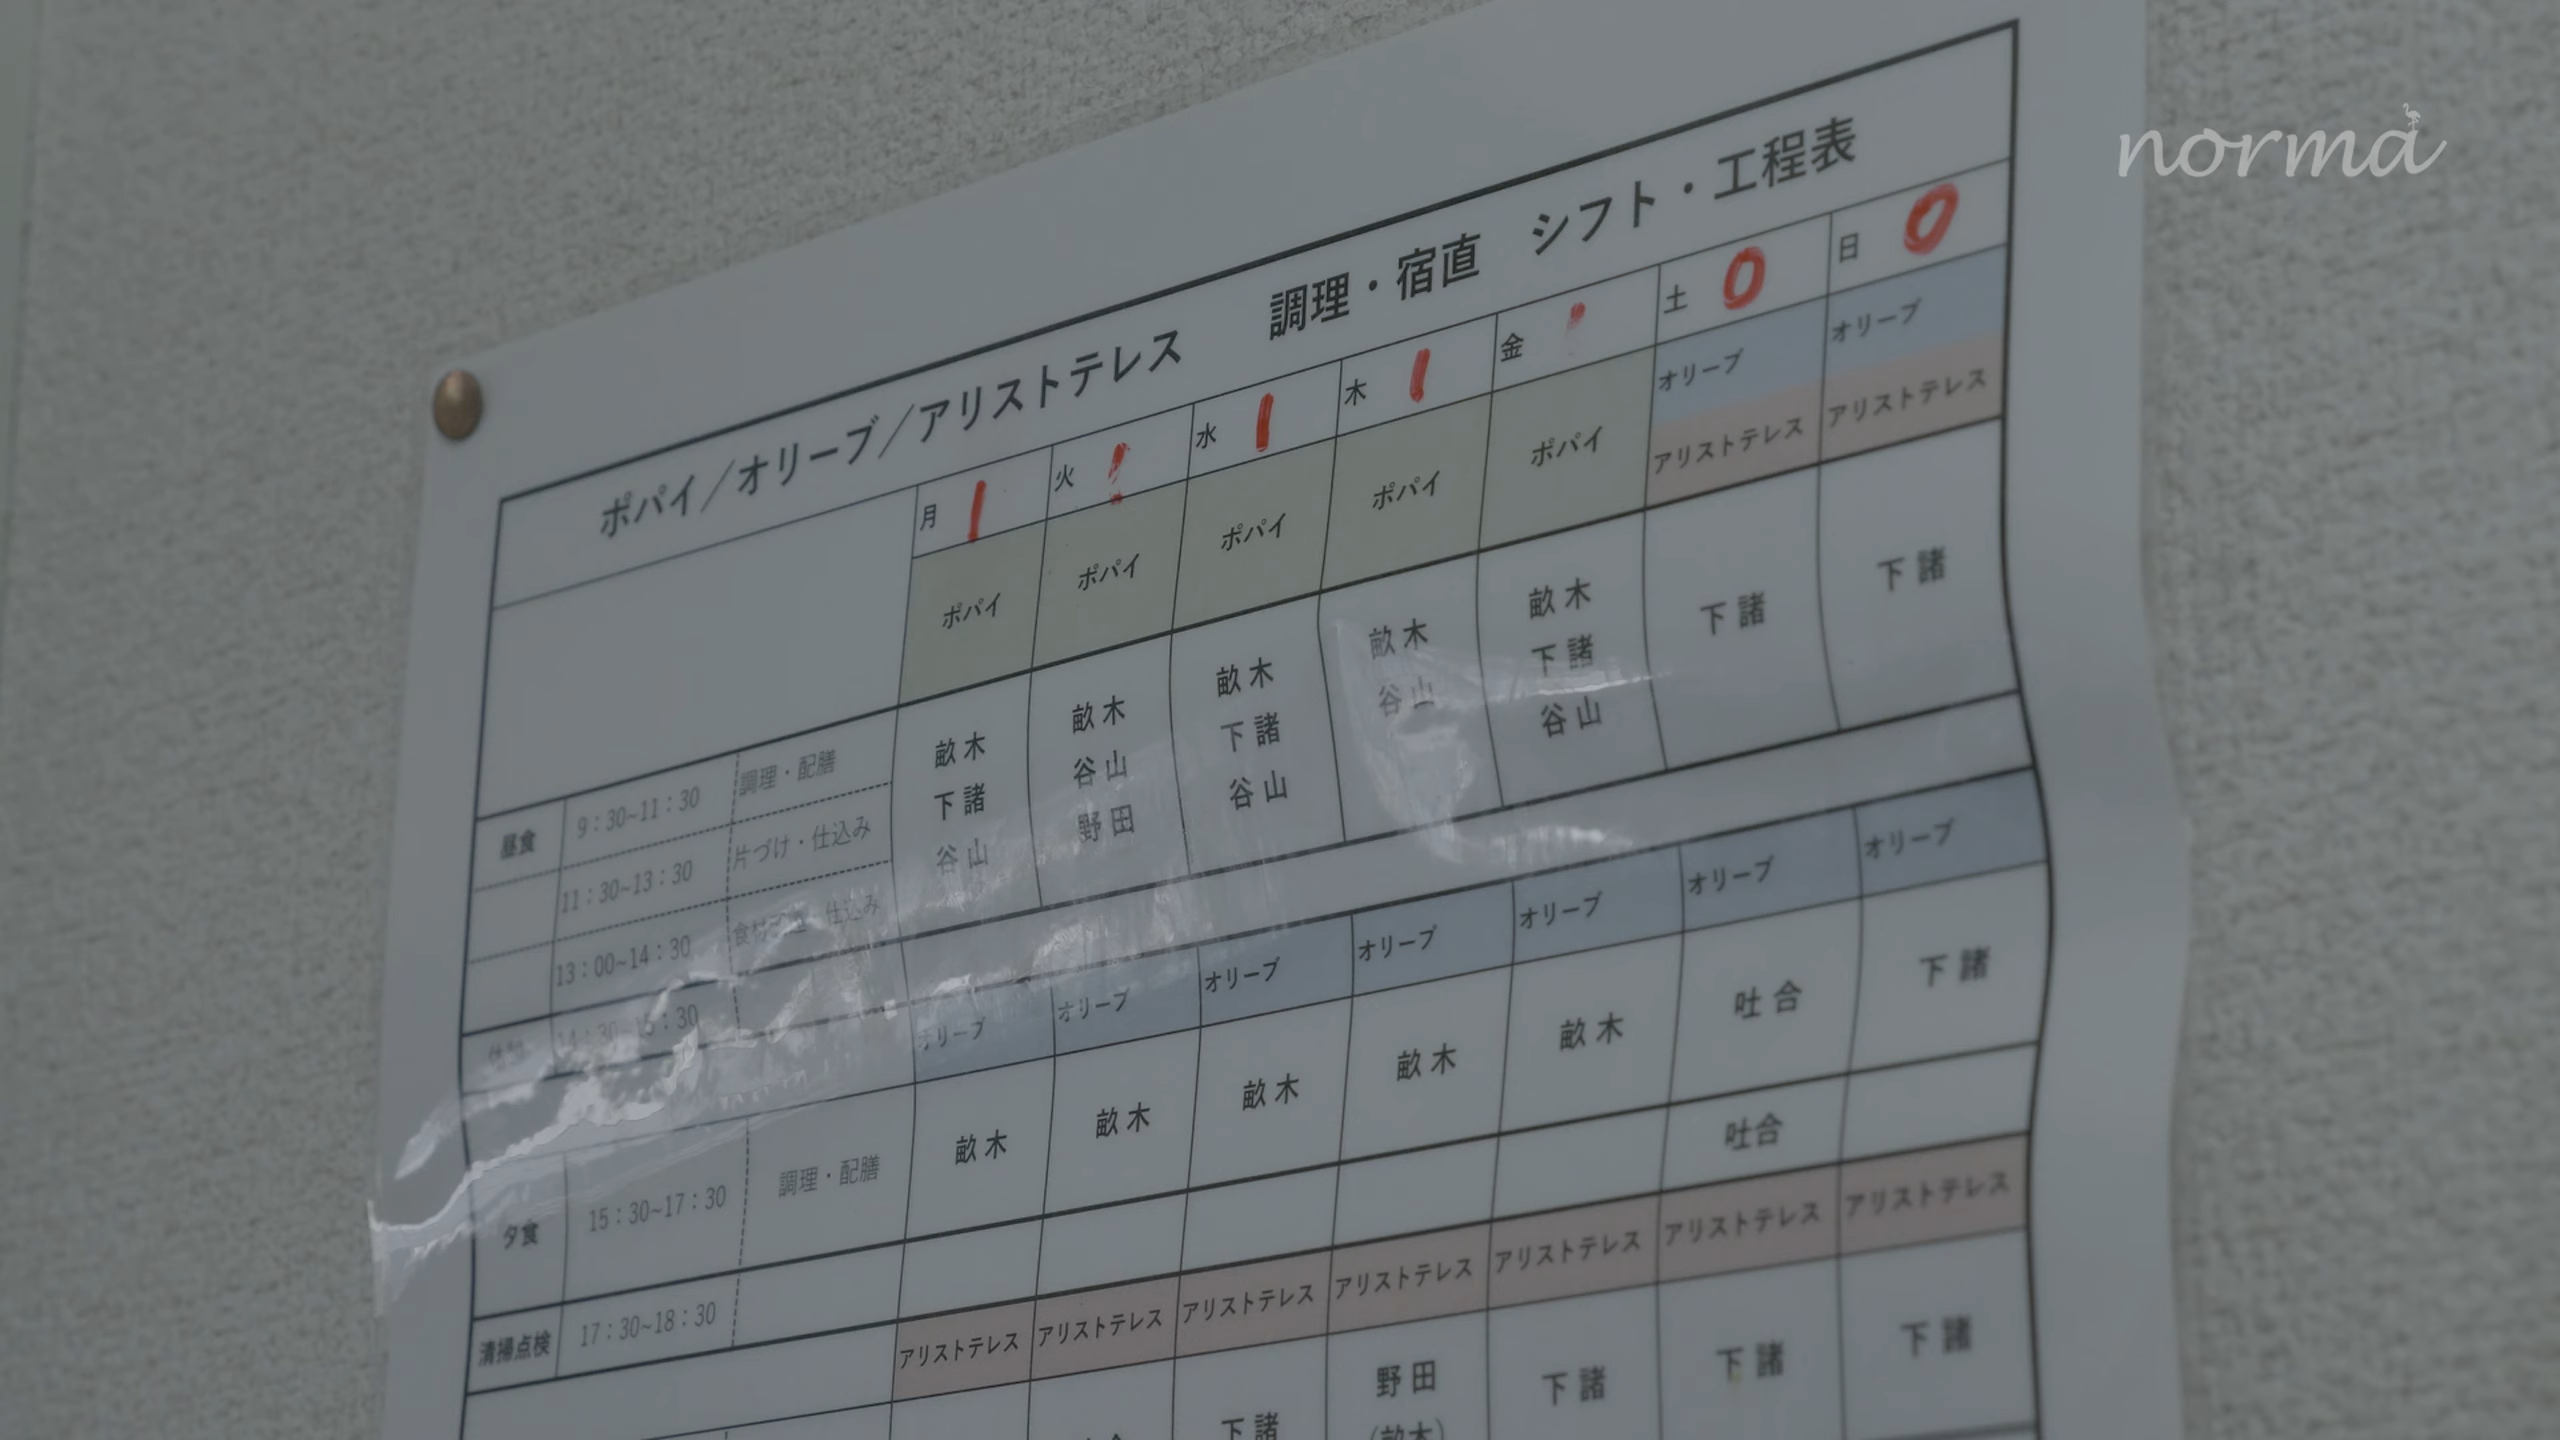 norma
ポパイ／オリーブ／アリストテレス 調理・宿直 シフト・工程表
月 火 水 木 金 土 0 日 0
ポパイ ポパイ ポパイ ポパイ ポパイ オリーブ オリーブ
アリストテレス アリストテレス
昼食 9：30~11：30 調理・配膳
11：30~13：30 片づけ・仕込み
13：00~14：30 仕込み
畝木 畝木 畝木 畝木 畝木 下諸 下諸
下諸 谷山 下諸 谷山 下諸
谷山 野田 谷山 谷山
オリーブ オリーブ オリーブ オリーブ オリーブ オリーブ オリーブ
夕食 15：30~17：30 調理・配膳 畝木 畝木 畝木 畝木 畝木 吐合 下諸
清掃点検 17：30~18：30 吐合
アリストテレス アリストテレス アリストテレス アリストテレス アリストテレス アリストテレス アリストテレス
下諸 野田 下諸 下諸 下諸
(畝木)